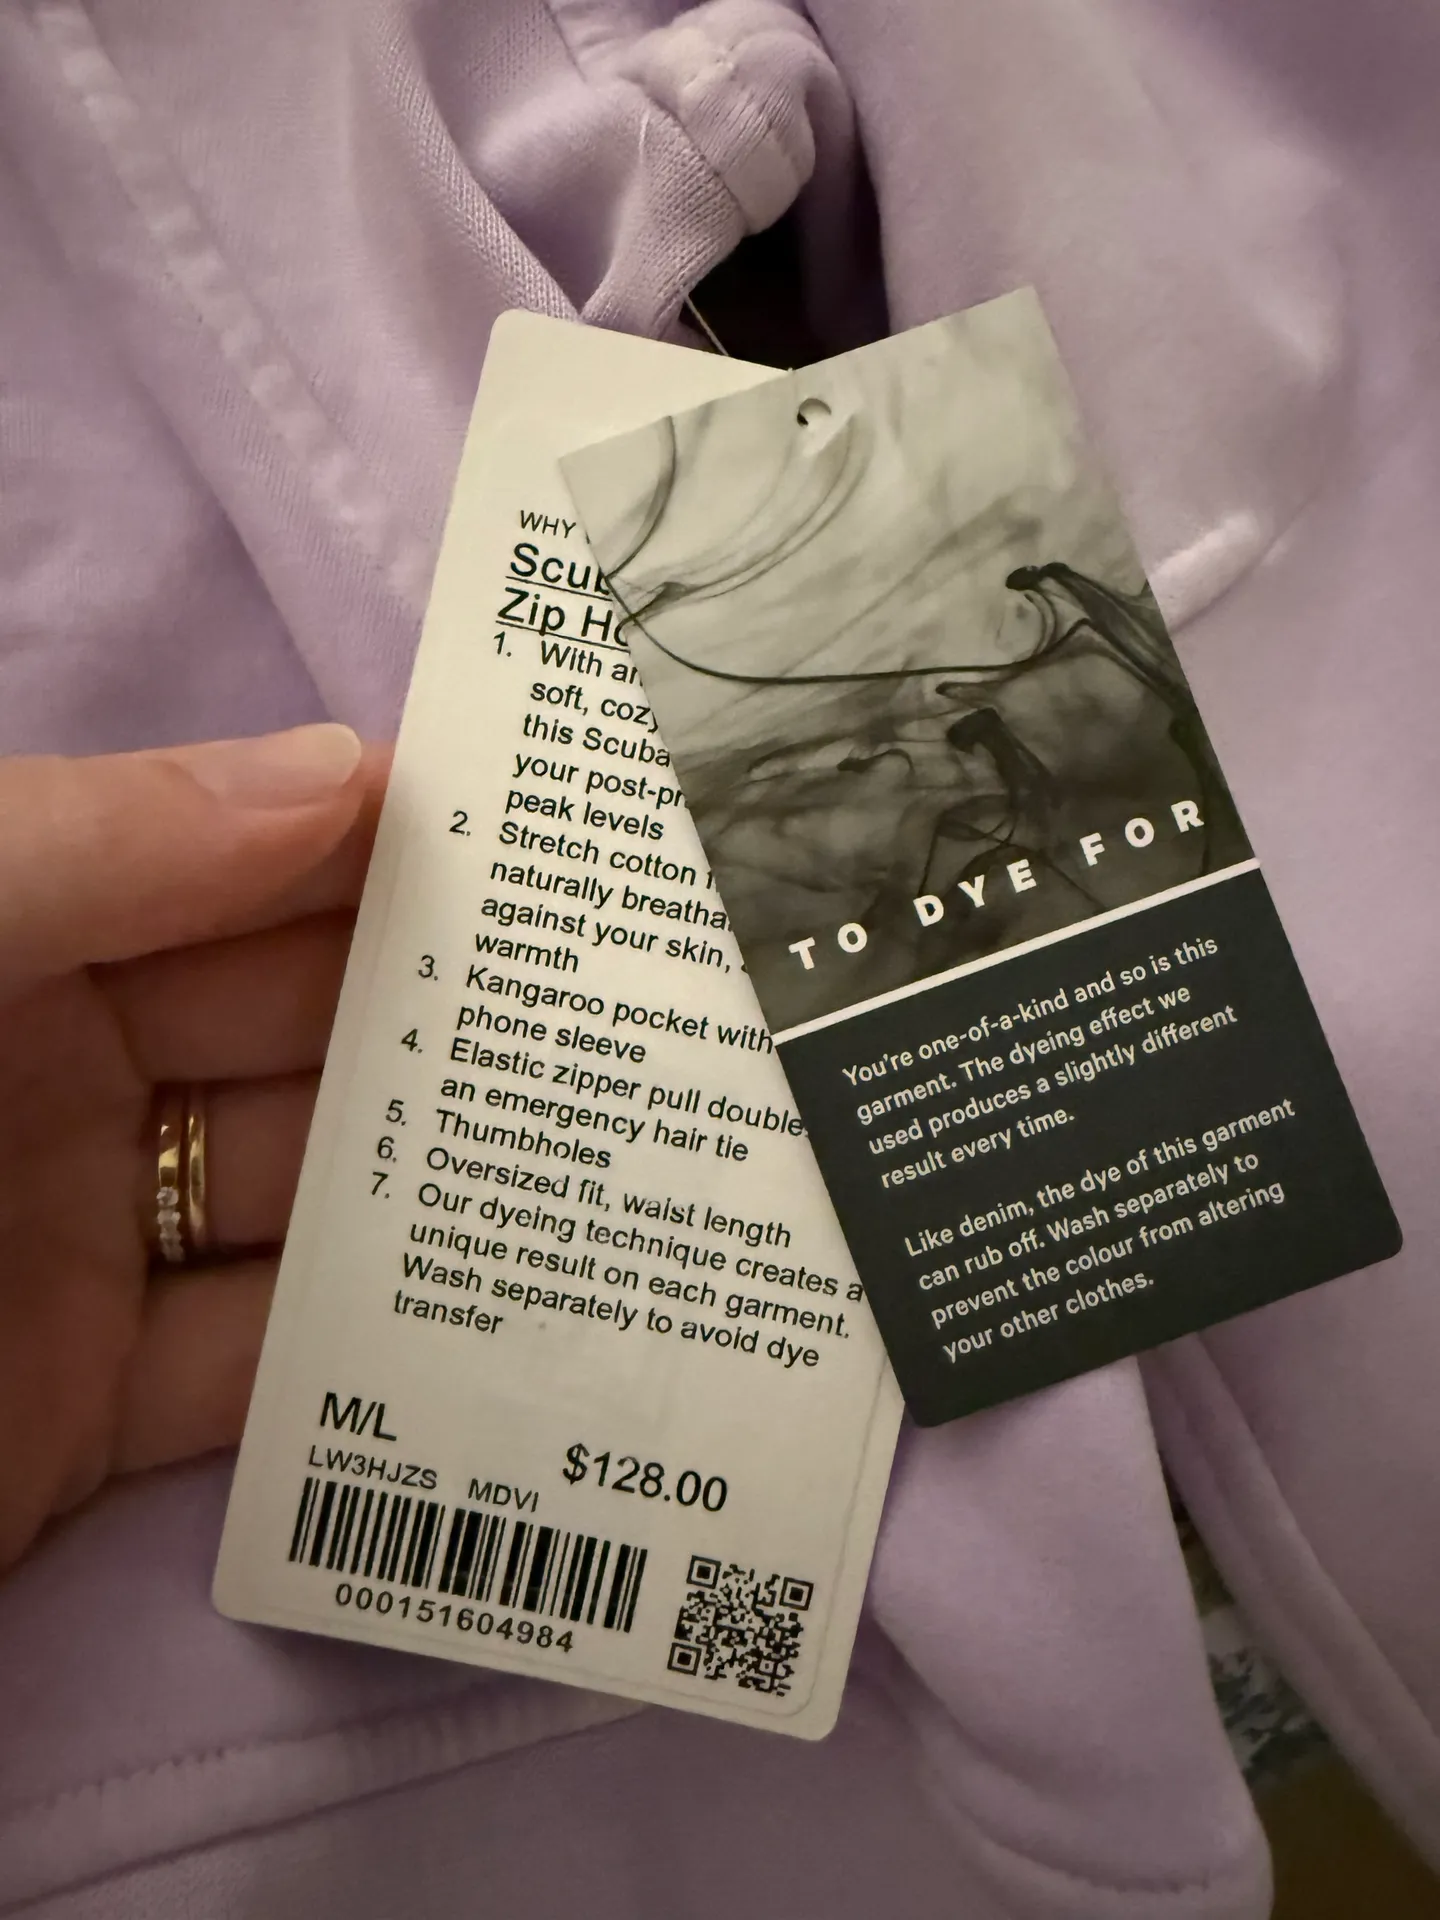 WHY
Scub
Zip Ho
1. With an
soft, cozy
this Scuba
your post-pr
peak levels
2. Stretch cotton
naturally breatha
against your skin,
warmth
3. Kangaroo pocket with
phone sleeve
4. Elastic zipper pull double
an emergency hair tie
5. Thumbholes
6. Oversized fit, waist length
7. Our dyeing technique creates a
unique result on each garment.
Wash separately to avoid dye
transfer
M/L
$128.00
LW3HJZS MDVI
000151604984
TO DYE FOR
You're one-of-a-kind and so is this
garment. The dyeing effect we
used produces a slightly different
result every time.
Like denim, the dye of this garment
can rub off. Wash separately to
prevent the colour from altering
your other clothes.